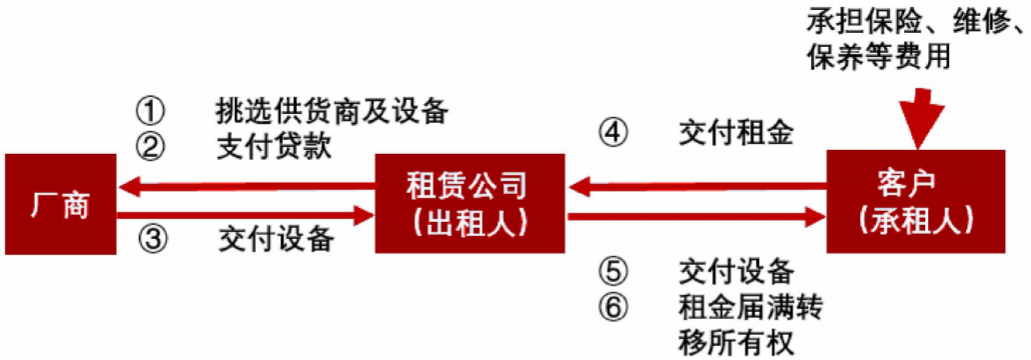 承担保险、维修、
保养等费用
① 挑选供货商及设备
② 支付贷款
④ 交付租金
厂商
租赁公司
（出租人）
客户
（承租人）
③ 交付设备
⑤ 交付设备
⑥ 租金届满转
移所有权